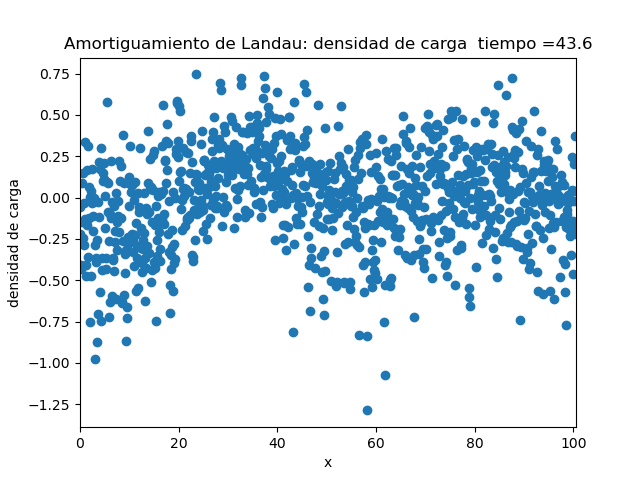 Amortiguamiento de Landau: densidad de carga  tiempo =43.6
0.75
0.50
0.25
0.00
−0.25
−0.50
−0.75
−1.00
−1.25
densidad de carga
0 20 40 60 80 100
x